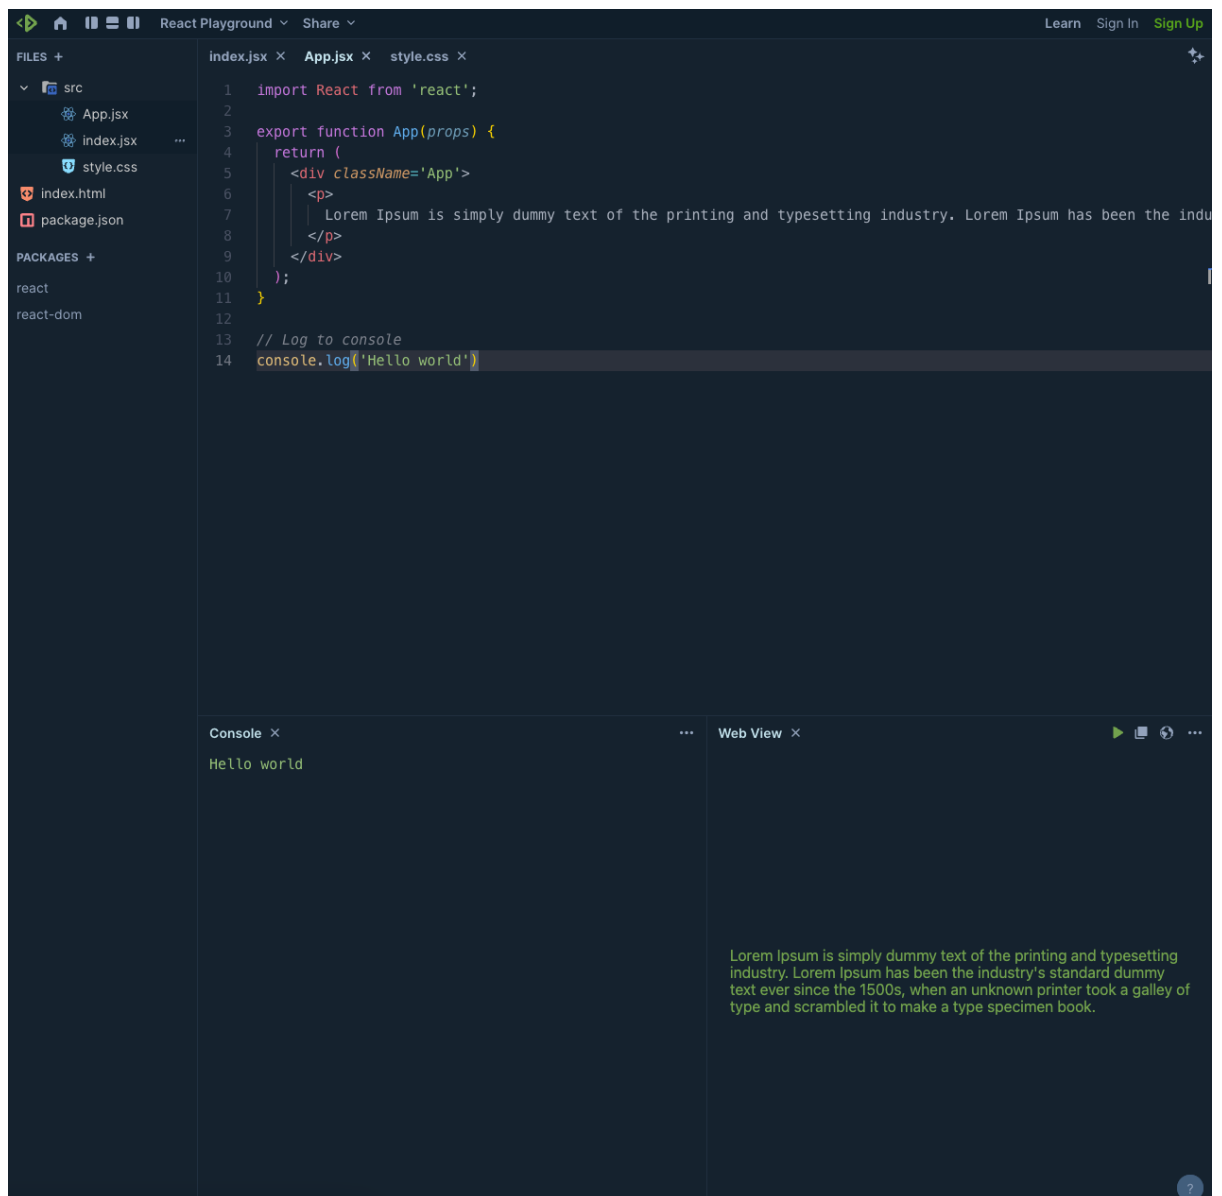 React Playground Share Learn Sign In Sign Up
FILES +
src
App.jsx
index.jsx
style.css
index.html
package.json
PACKAGES +
react
react-dom
index.jsx × App.jsx × style.css ×
1 import React from 'react';
2
3 export function App(props) {
4 return (
5 <div className='App'>
6 <p>
7 Lorem Ipsum is simply dummy text of the printing and typesetting industry. Lorem Ipsum has been the indu
8 </p>
9 </div>
10 );
11 }
12
13 // Log to console
14 console.log('Hello world')
Console ×
Hello world
Web View ×
Lorem Ipsum is simply dummy text of the printing and typesetting
industry. Lorem Ipsum has been the industry's standard dummy
text ever since the 1500s, when an unknown printer took a galley of
type and scrambled it to make a type specimen book.
?